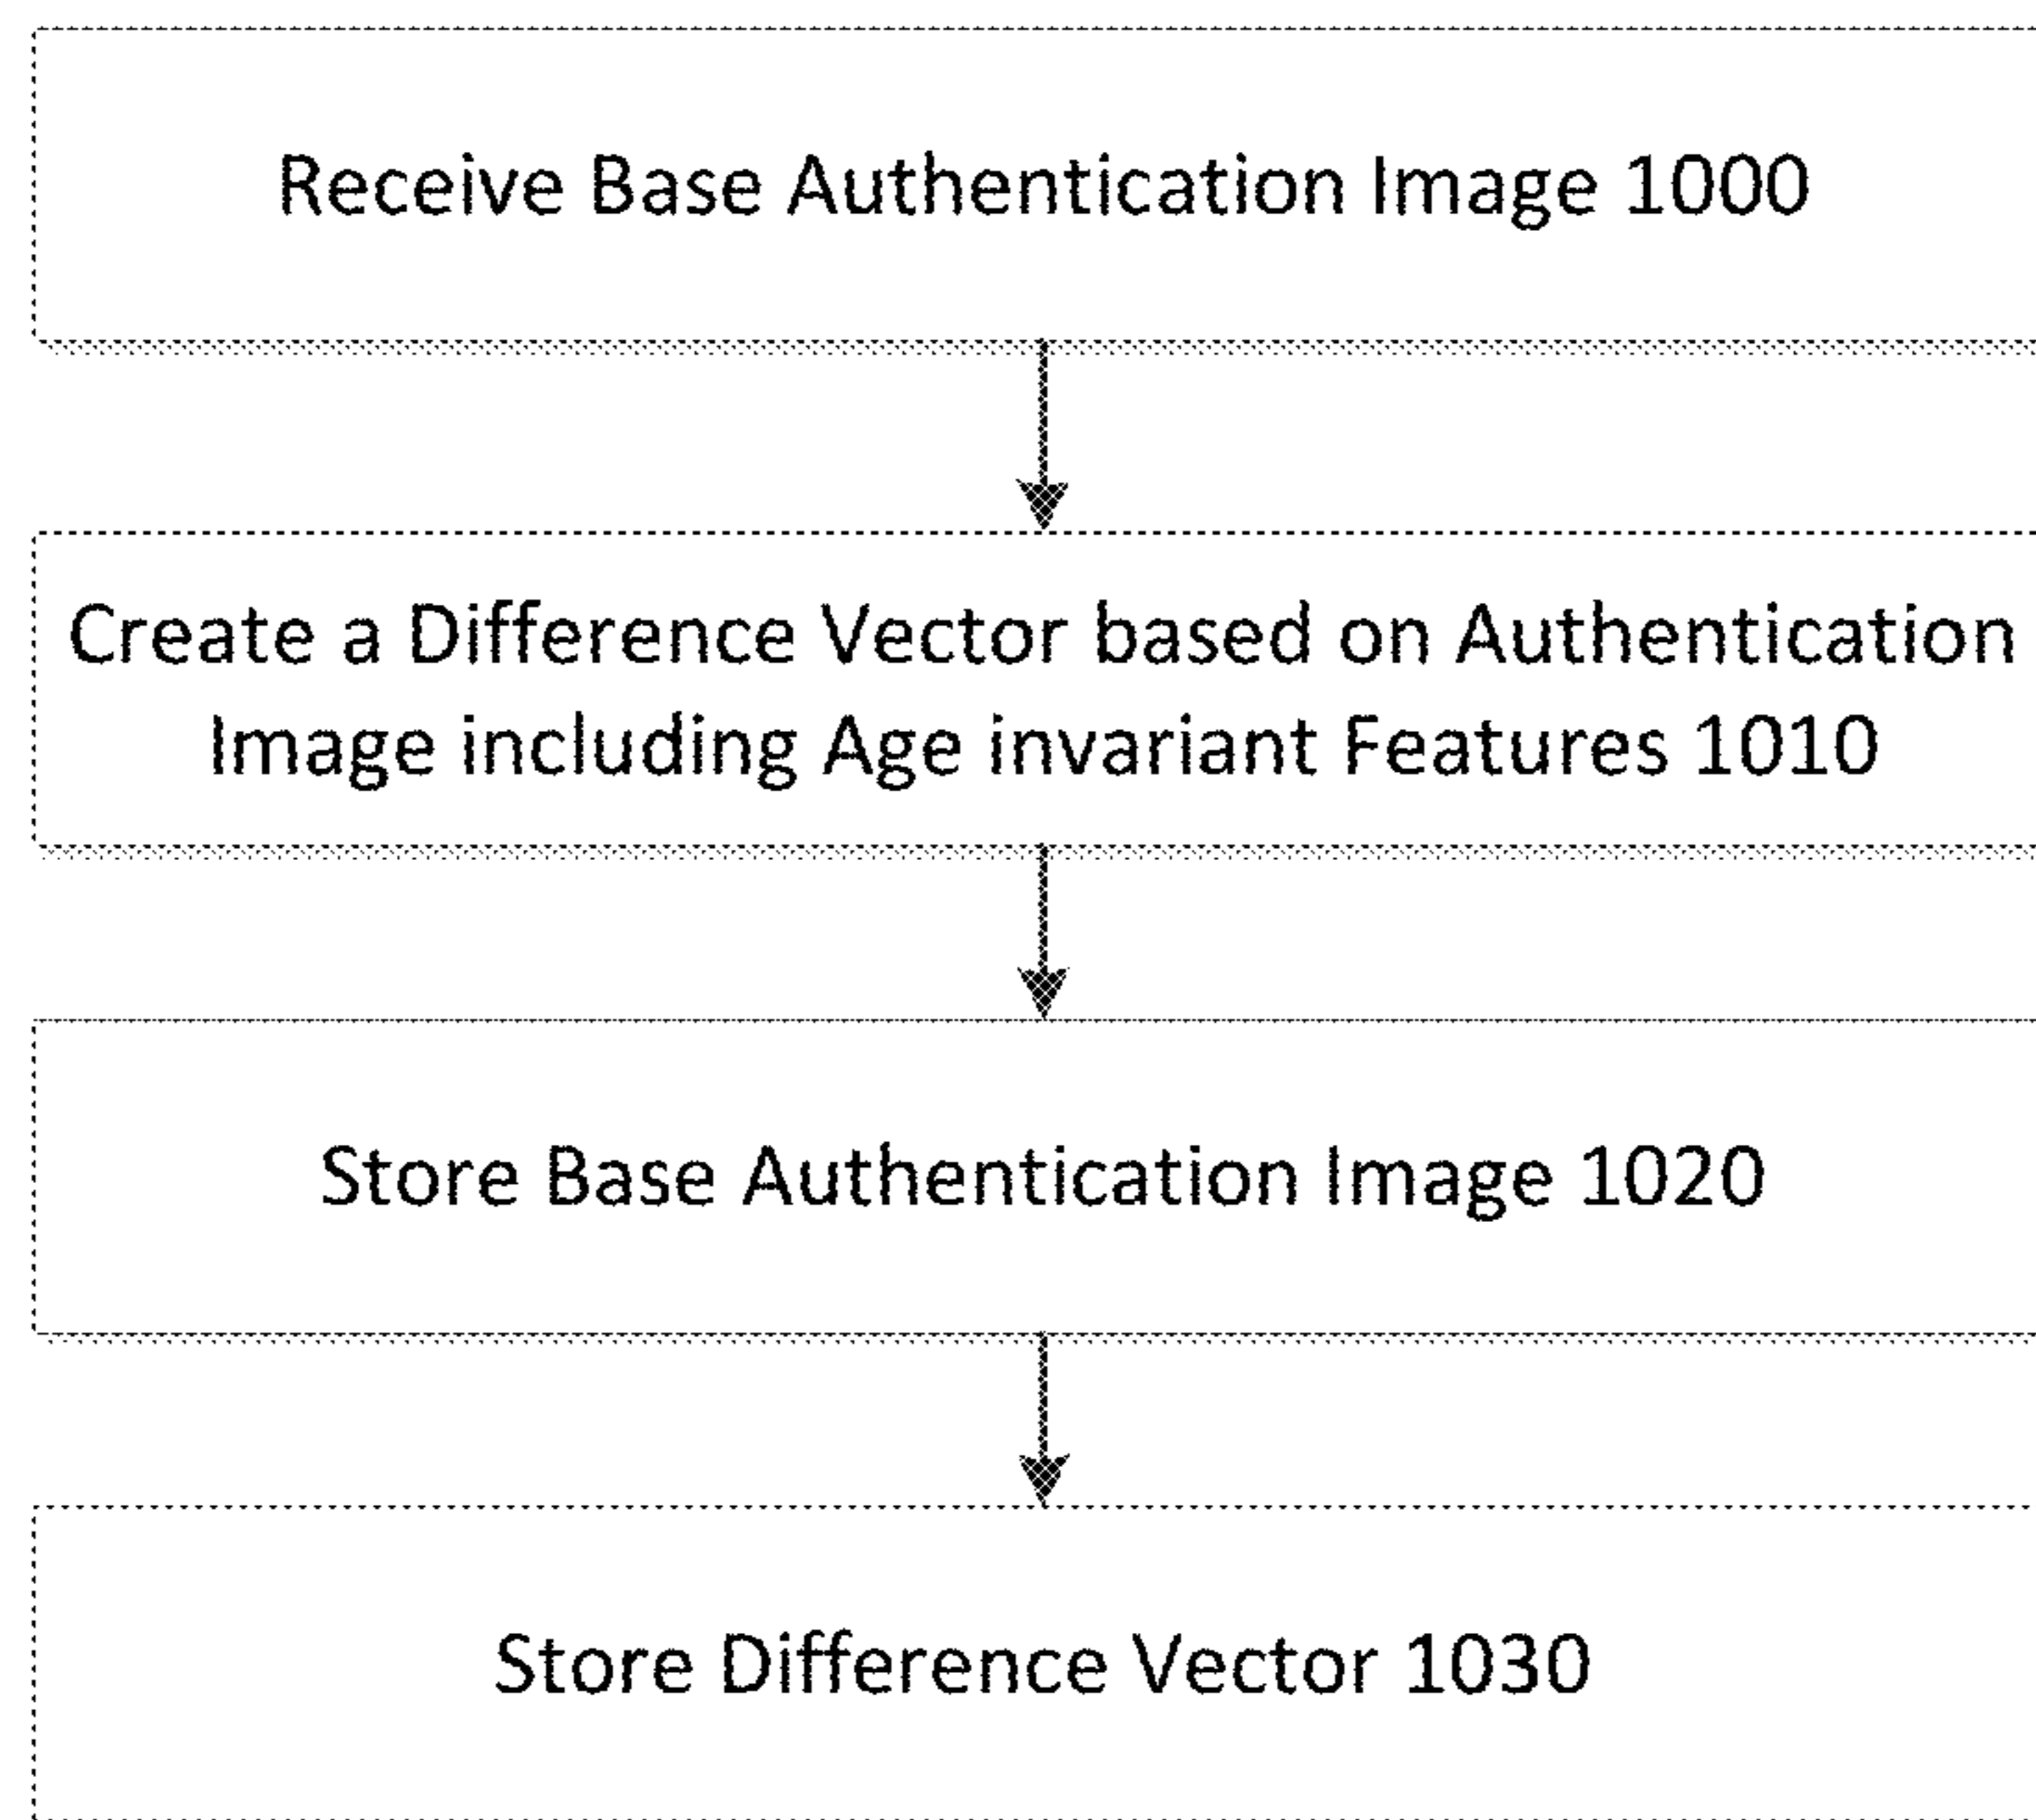 Receive Base Authentication Image 1000
Create a Difference Vector based on Authentication
Image including Age invariant Features 1010
Store Base Authentication Image 1020
Store Difference Vector 1030